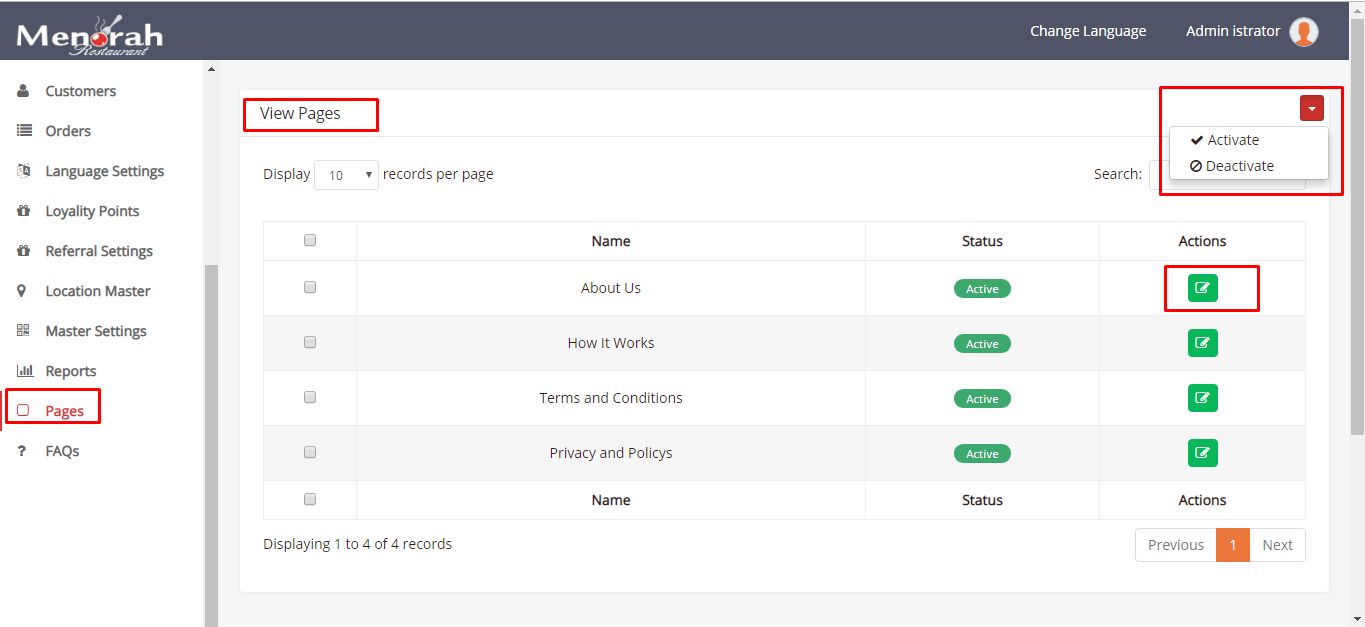 Menorah
Restaurant
Change Language
Admin istrator
Customers
Orders
Language Settings
Loyality Points
Referral Settings
Location Master
Master Settings
Reports
Pages
FAQs
View Pages
Activate
Deactivate
Display 10 records per page
Search:
Name Status Actions
About Us Active
How It Works Active
Terms and Conditions Active
Privacy and Policys Active
Name Status Actions
Displaying 1 to 4 of 4 records
Previous 1 Next